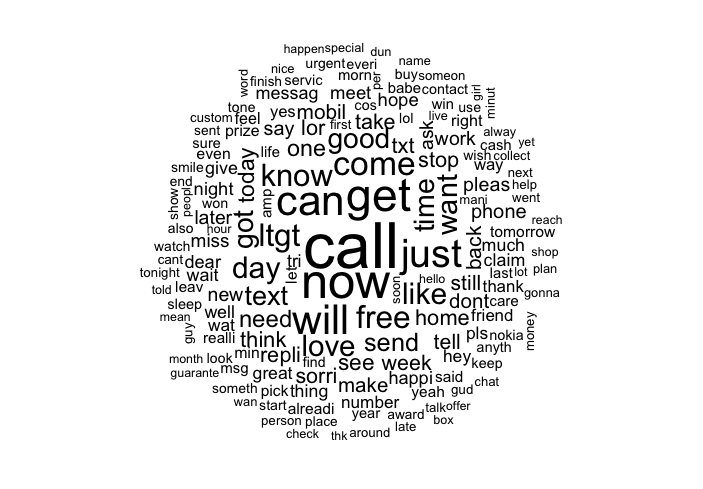 happen special dun
nice urgent everi name
word finish servic morn per buy someon
messag meet babe contact girl
tone yes mobil cos hope win use minut
custom feel first take lol live right
sent prize say lor good txt ask work alway
sure one stop cash yet
even life come wish collect
smile give know way next
end night today amp can get time want pleas mani help
show peopl won phone went
later got reach
also hour ltgt call just back tomorrow
watch miss much shop
cant dear tri claim
tonight wait day let now soon hello last lot plan
told leav new text like still thank gonna
sleep dont care
mean well need will free home friend money
guy wat pls nokia
realli think love send tell anyth
month look min repli see week hey keep
guarante msg find
great sorri happi said chat
someth pick thing make yeah gud
wan start alreadi number talk offer
person place year award box
check thk around late